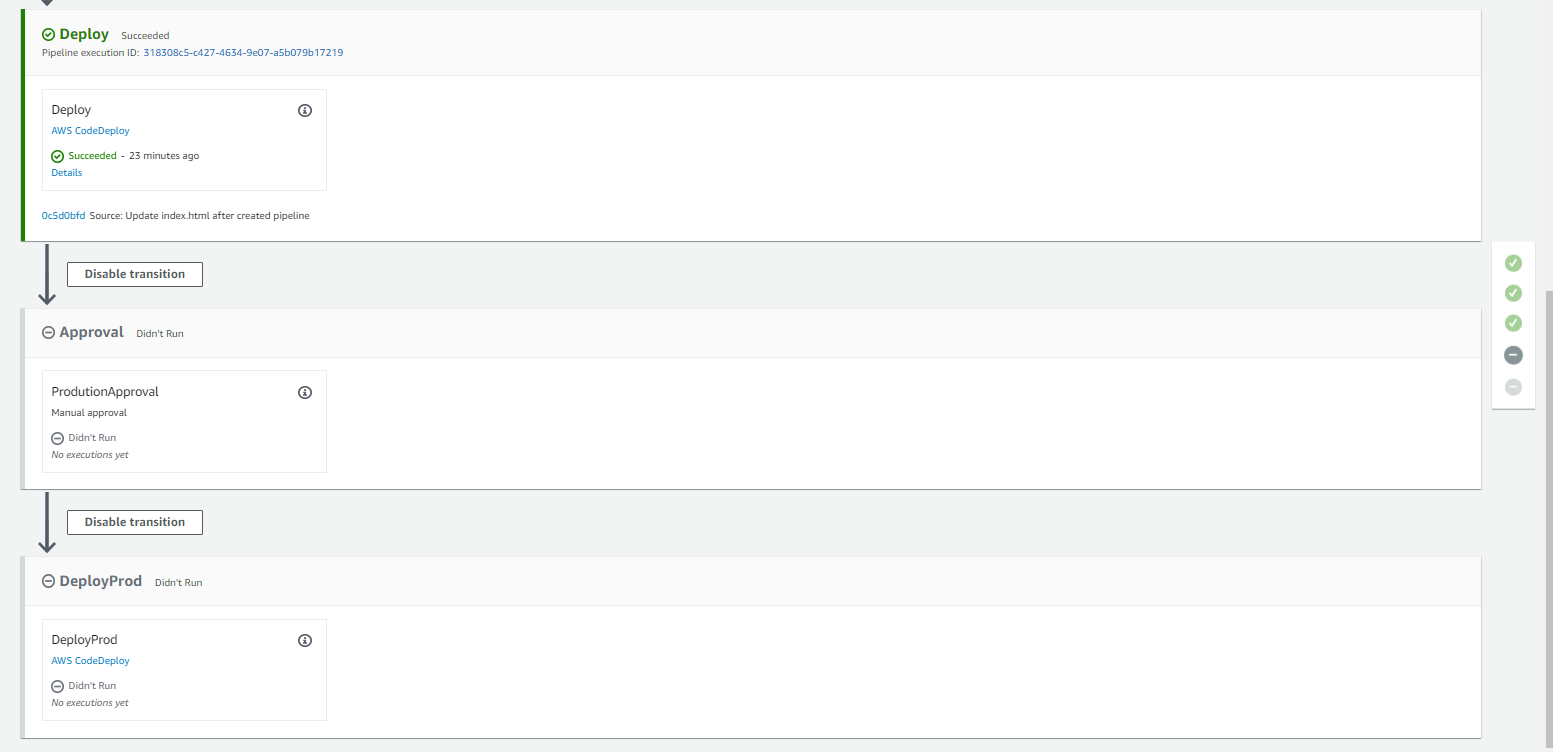 Deploy Succeeded
Pipeline execution ID: 318308c5-c427-4634-9e07-a5b079b17219
Deploy
AWS CodeDeploy
Succeeded - 23 minutes ago
Details
0c5d0bfd Source: Update index.html after created pipeline
Disable transition
Approval Didn't Run
ProdutionApproval
Manual approval
Didn't Run
No executions yet
Disable transition
DeployProd Didn't Run
DeployProd
AWS CodeDeploy
Didn't Run
No executions yet